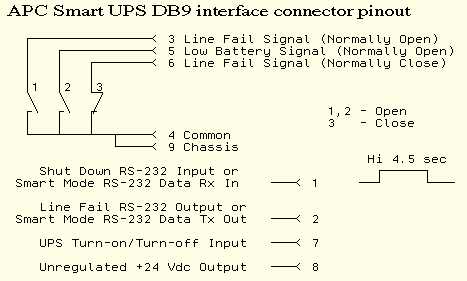 APC Smart UPS DB9 interface connector pinout
3 Line Fail Signal (Normally Open)
5 Low Battery Signal (Normally Open)
6 Line Fail Signal (Normally Close)
1 2 3
1,2 - Open
3 - Close
4 Common
9 Chassis
Hi 4.5 sec
Shut Down RS-232 Input or
Smart Mode RS-232 Data Rx In 1
Line Fail RS-232 Output or
Smart Mode RS-232 Data Tx Out 2
UPS Turn-on/Turn-off Input 7
Unregulated +24 Vdc Output 8